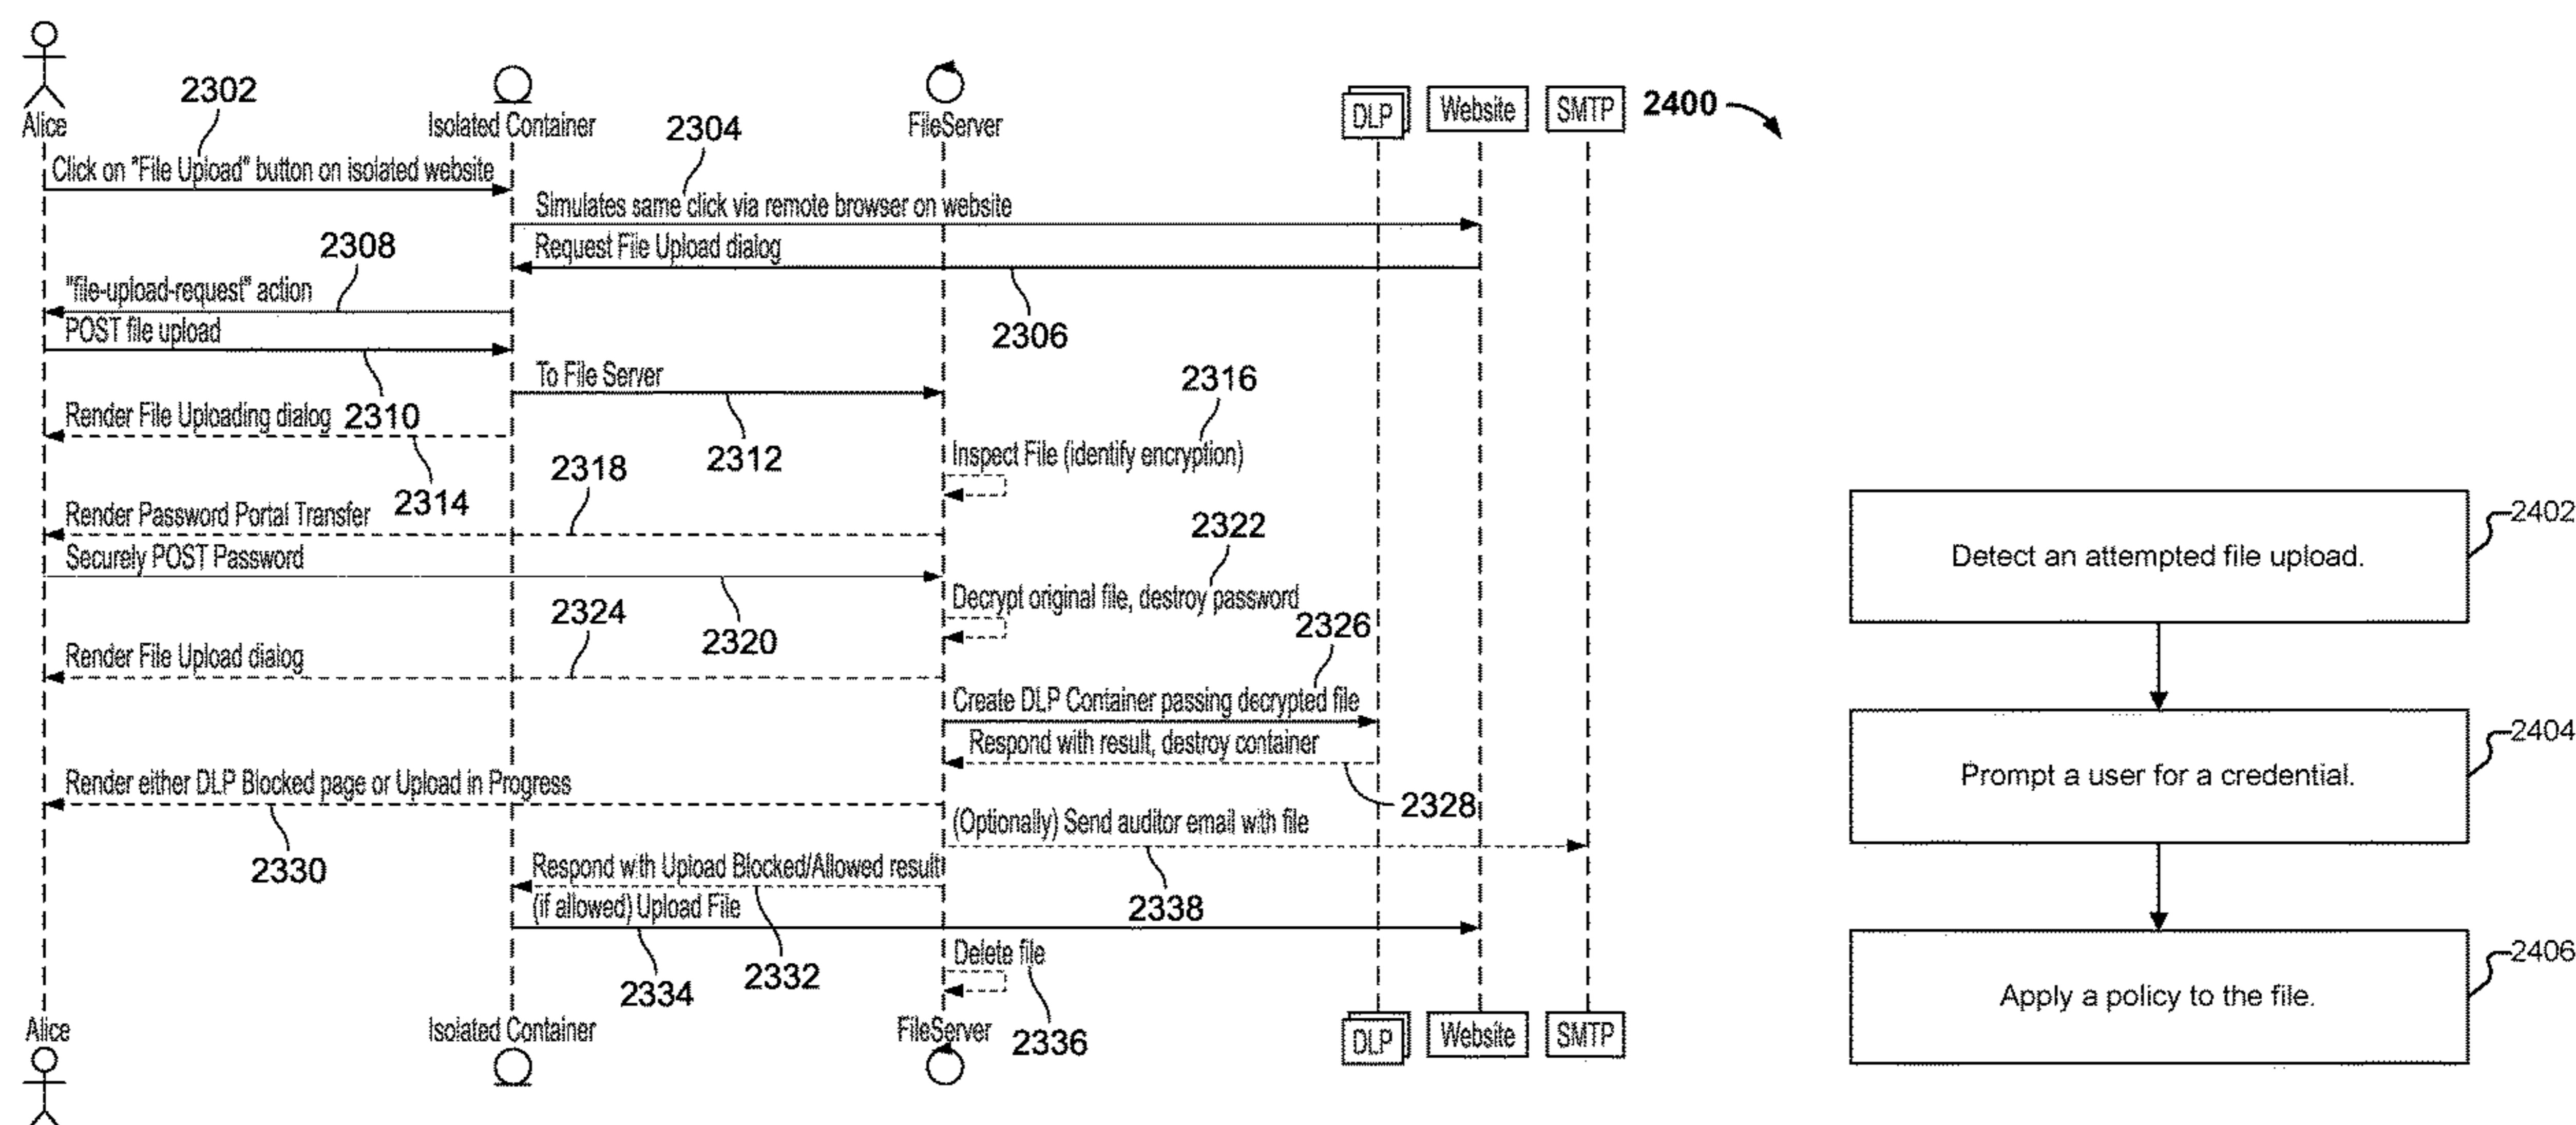 Alice
Isolated Container
FileServer
DLP
Website
SMTP
2400
2302
Click on "File Upload" button on isolated website
2304
Simulates same click via remote browser on website
Request File Upload dialog
2306
2308
"file-upload-request" action
POST file upload
2310
To File Server
2312
Render File Uploading dialog
2314
2316
Inspect File (identify encryption)
2318
Render Password Portal Transfer
Securely POST Password
2320
2322
Decrypt original file, destroy password
2324
Render File Upload dialog
2326
Create DLP Container passing decrypted file
Respond with result, destroy container
2328
Render either DLP Blocked page or Upload in Progress
2330
(Optionally) Send auditor email with file
2338
Respond with Upload Blocked/Allowed result
2332
(if allowed) Upload File
2334
Delete file
2336
Alice
Isolated Container
FileServer
DLP
Website
SMTP
Detect an attempted file upload.
2402
Prompt a user for a credential.
2404
Apply a policy to the file.
2406